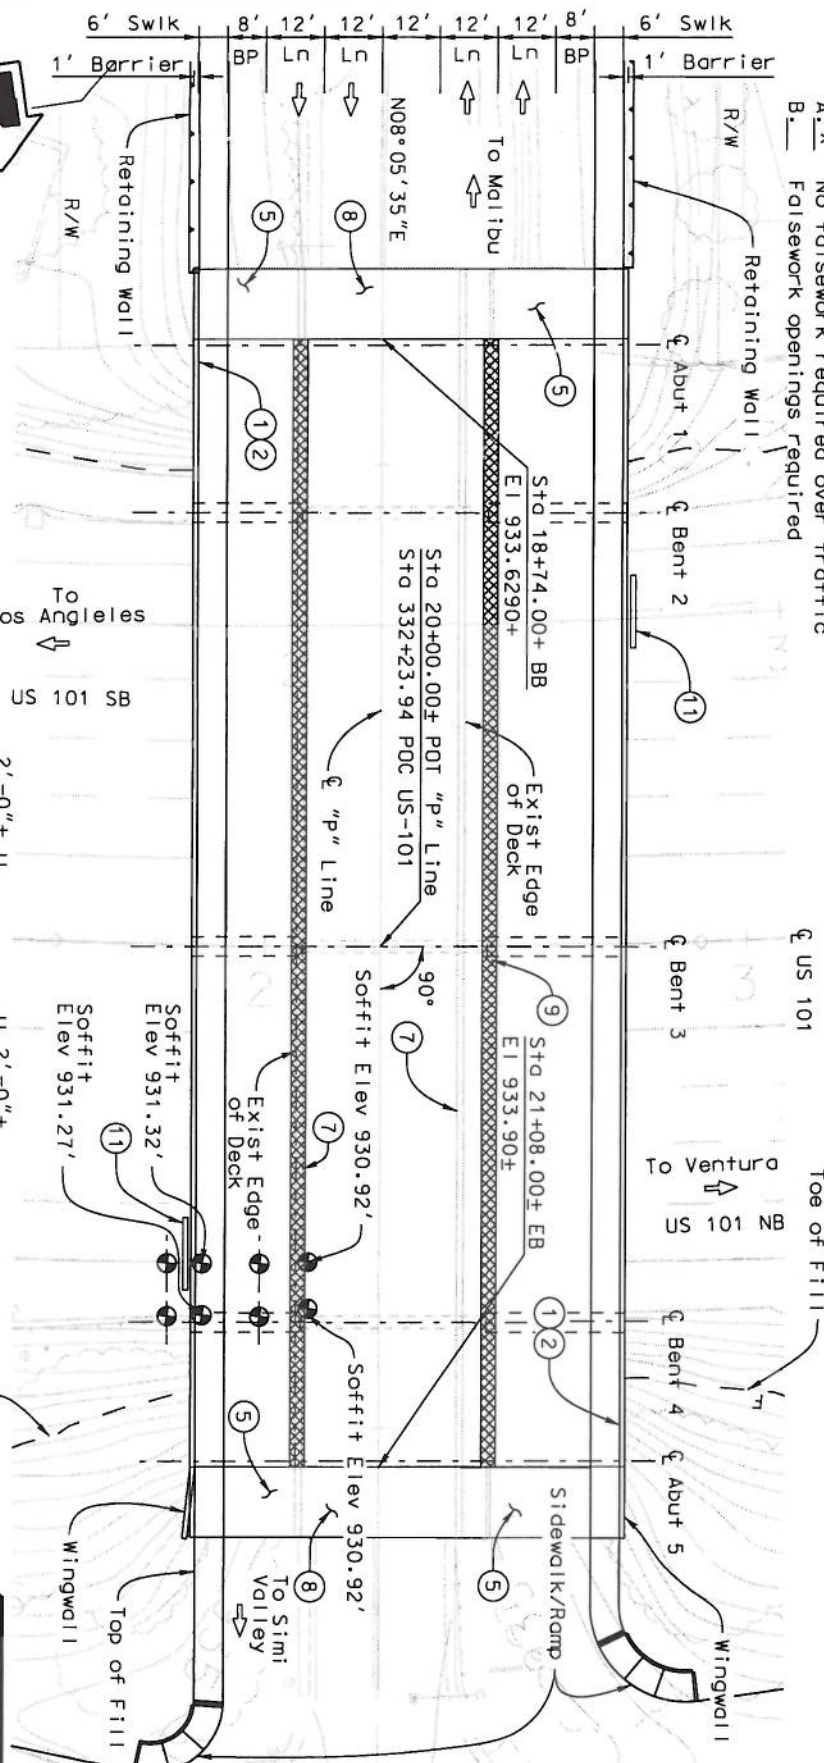 A. x No falsework required over traffic
B. Falsework openings required
6' Swlk
8'
12'
12'
12'
12'
12'
8'
6' Swlk
1' Barrier
BP
Ln
Ln
Ln
Ln
BP
1' Barrier
R/W
Retaining Wall
To Malibu
N08°05'35"E
Retaining Wall
R/W
5
8
5
℄ Abut 1
1 2
Sta 18+74.00± BB
El 933.6290±
℄ Bent 2
11
To
os Angleles
US 101 SB
Sta 20+00.00± POT "P" Line
Sta 332+23.94 POC US-101
Exist Edge
of Deck
℄ "P" Line
℄ US 101
℄ Bent 3
90°
9
Soffit Elev 930.92'
7
Sta 21+08.00± EB
El 933.90±
To Ventura
US 101 NB
Toe of Fill
2'-0"±
2'-0"±
Soffit
Elev 931.32'
Soffit
Elev 931.27'
11
Exist Edge
of Deck
7
1 2
℄ Bent 4
F
Soffit Elev 930.92'
5
8
5
℄ Abut 5
Sidewalk/Ramp
Wingwall
To Simi
Valley
Wingwall
Top of Fill